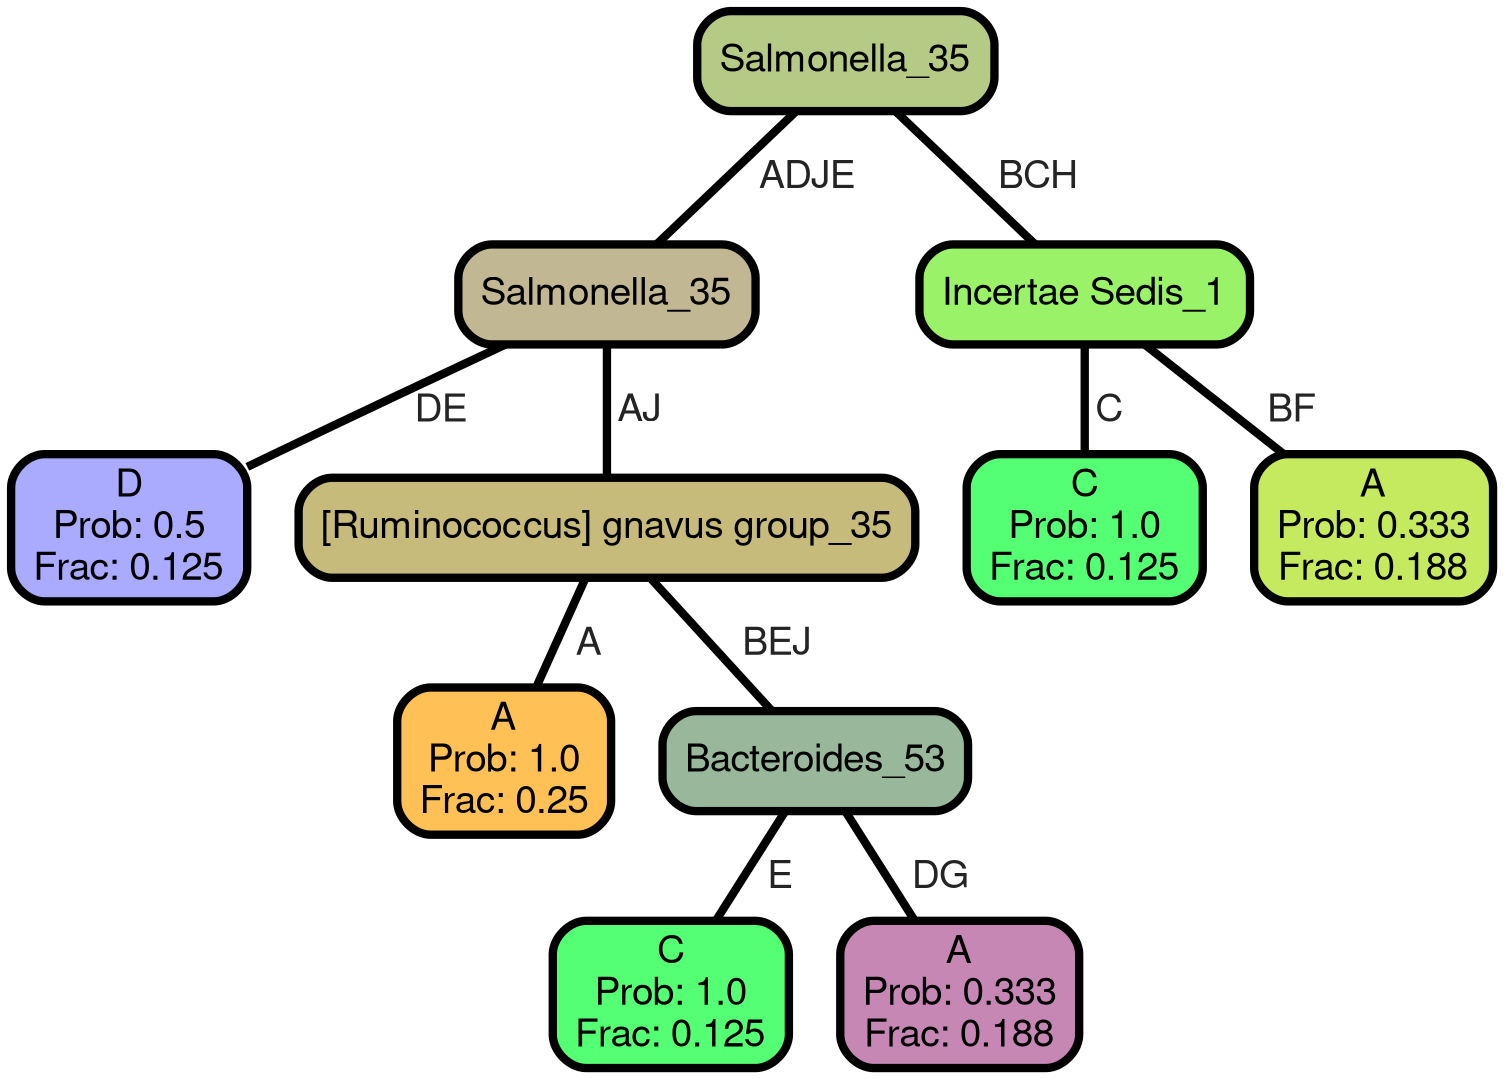 Salmonella_35
ADJE
BCH
Salmonella_35
Incertae Sedis_1
DE
AJ
C
BF
D
Prob: 0.5
Frac: 0.125
[Ruminococcus] gnavus group_35
C
Prob: 1.0
Frac: 0.125
A
Prob: 0.333
Frac: 0.188
A
BEJ
A
Prob: 1.0
Frac: 0.25
Bacteroides_53
E
DG
C
Prob: 1.0
Frac: 0.125
A
Prob: 0.333
Frac: 0.188